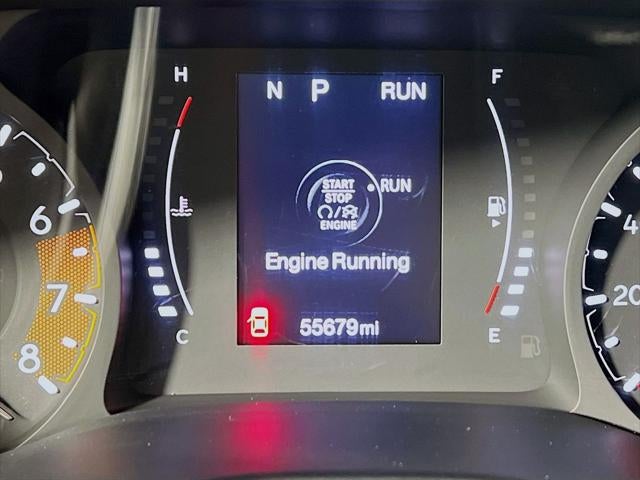 H
N P RUN
F
START
STOP
RUN
ENGINE
Engine Running
55679mi
C
E
6
7
8
4
20